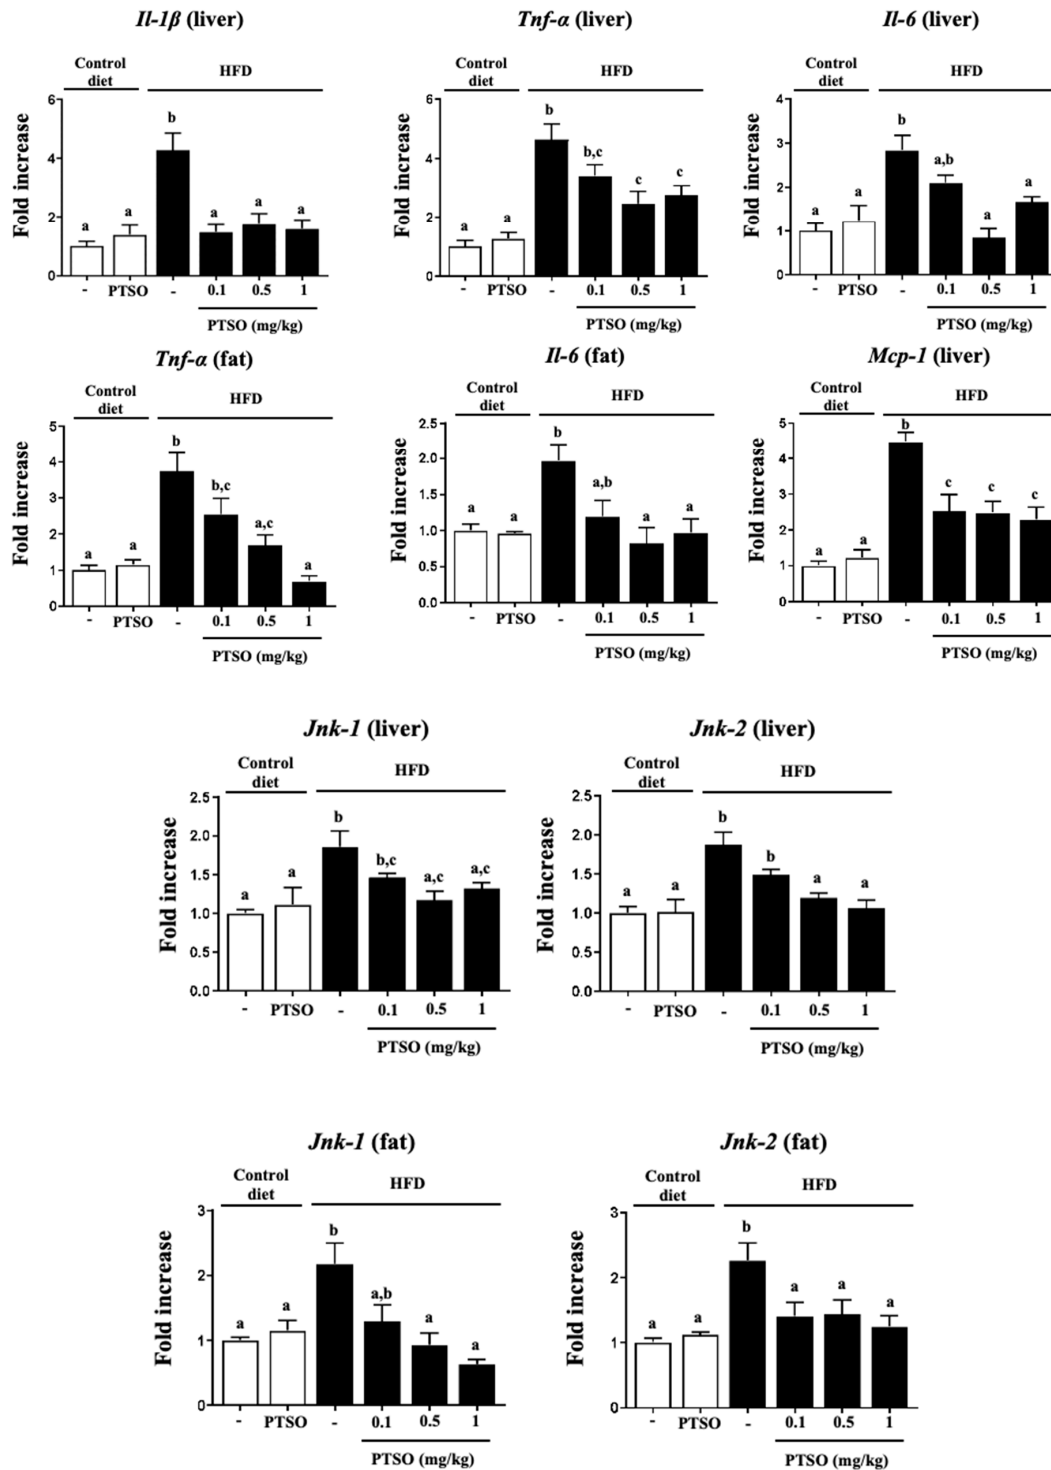 Il-1β (liver)
Control diet
HFD
Fold increase
6
4
2
0
b
a
a
a
a
a
-
PTSO
-
0.1
0.5
1
PTSO (mg/kg)
Tnf-α (liver)
Control diet
HFD
Fold increase
6
4
2
0
b
b,c
c
c
a
a
-
PTSO
-
0.1
0.5
1
PTSO (mg/kg)
Il-6 (liver)
Control diet
HFD
Fold increase
4
3
2
1
0
b
a,b
a
a
a
a
-
PTSO
-
0.1
0.5
1
PTSO (mg/kg)
Tnf-α (fat)
Control diet
HFD
Fold increase
5
4
3
2
1
0
b
b,c
a,c
a
a
a
-
PTSO
-
0.1
0.5
1
PTSO (mg/kg)
Il-6 (fat)
Control diet
HFD
Fold increase
2.5
2.0
1.5
1.0
0.5
0.0
b
a,b
a
a
a
a
-
PTSO
-
0.1
0.5
1
PTSO (mg/kg)
Mcp-1 (liver)
Control diet
HFD
Fold increase
5
4
3
2
1
0
b
c
c
c
a
a
-
PTSO
-
0.1
0.5
1
PTSO (mg/kg)
Jnk-1 (liver)
Control diet
HFD
Fold increase
2.5
2.0
1.5
1.0
0.5
0.0
b
b,c
a,c
a,c
a
a
-
PTSO
-
0.1
0.5
1
PTSO (mg/kg)
Jnk-2 (liver)
Control diet
HFD
Fold increase
2.5
2.0
1.5
1.0
0.5
0.0
b
b
a
a
a
a
-
PTSO
-
0.1
0.5
1
PTSO (mg/kg)
Jnk-1 (fat)
Control diet
HFD
Fold increase
3
2
1
0
b
a,b
a
a
a
a
-
PTSO
-
0.1
0.5
1
PTSO (mg/kg)
Jnk-2 (fat)
Control diet
HFD
Fold increase
3
2
1
0
b
a
a
a
a
a
-
PTSO
-
0.1
0.5
1
PTSO (mg/kg)